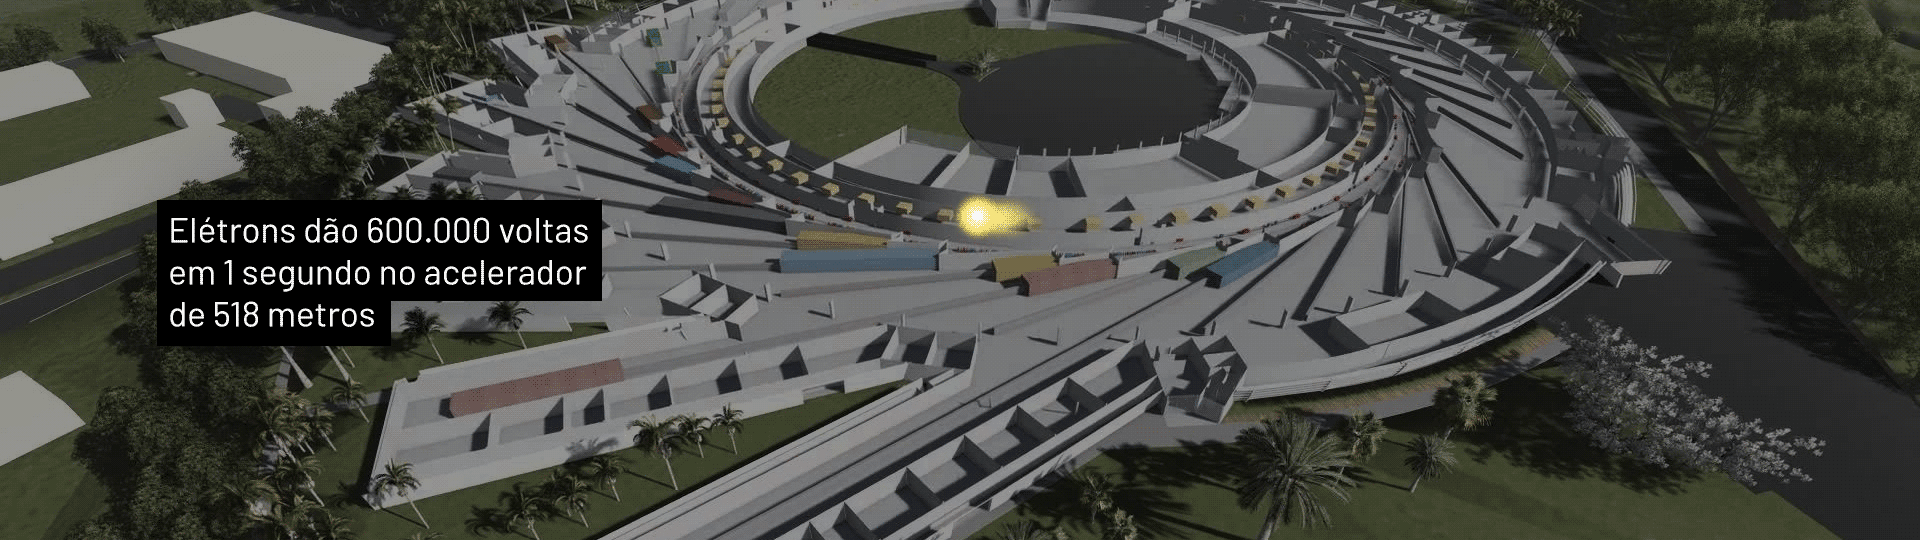 Elétrons dão 600.000 voltas
em 1 segundo no acelerador
de 518 metros